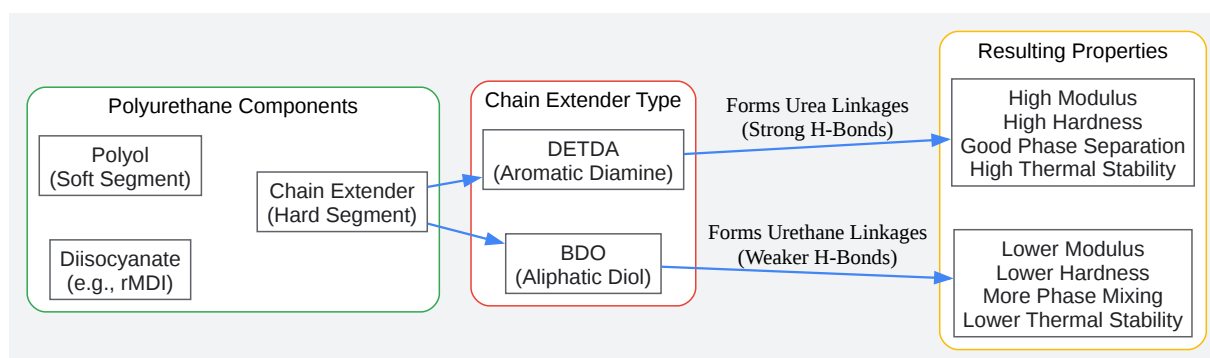 Polyurethane Components
Polyol
(Soft Segment)
Diisocyanate
(e.g., rMDI)
Chain Extender
(Hard Segment)
Chain Extender Type
DETDA
(Aromatic Diamine)
BDO
(Aliphatic Diol)
Forms Urea Linkages
(Strong H-Bonds)
Forms Urethane Linkages
(Weaker H-Bonds)
Resulting Properties
High Modulus
High Hardness
Good Phase Separation
High Thermal Stability
Lower Modulus
Lower Hardness
More Phase Mixing
Lower Thermal Stability